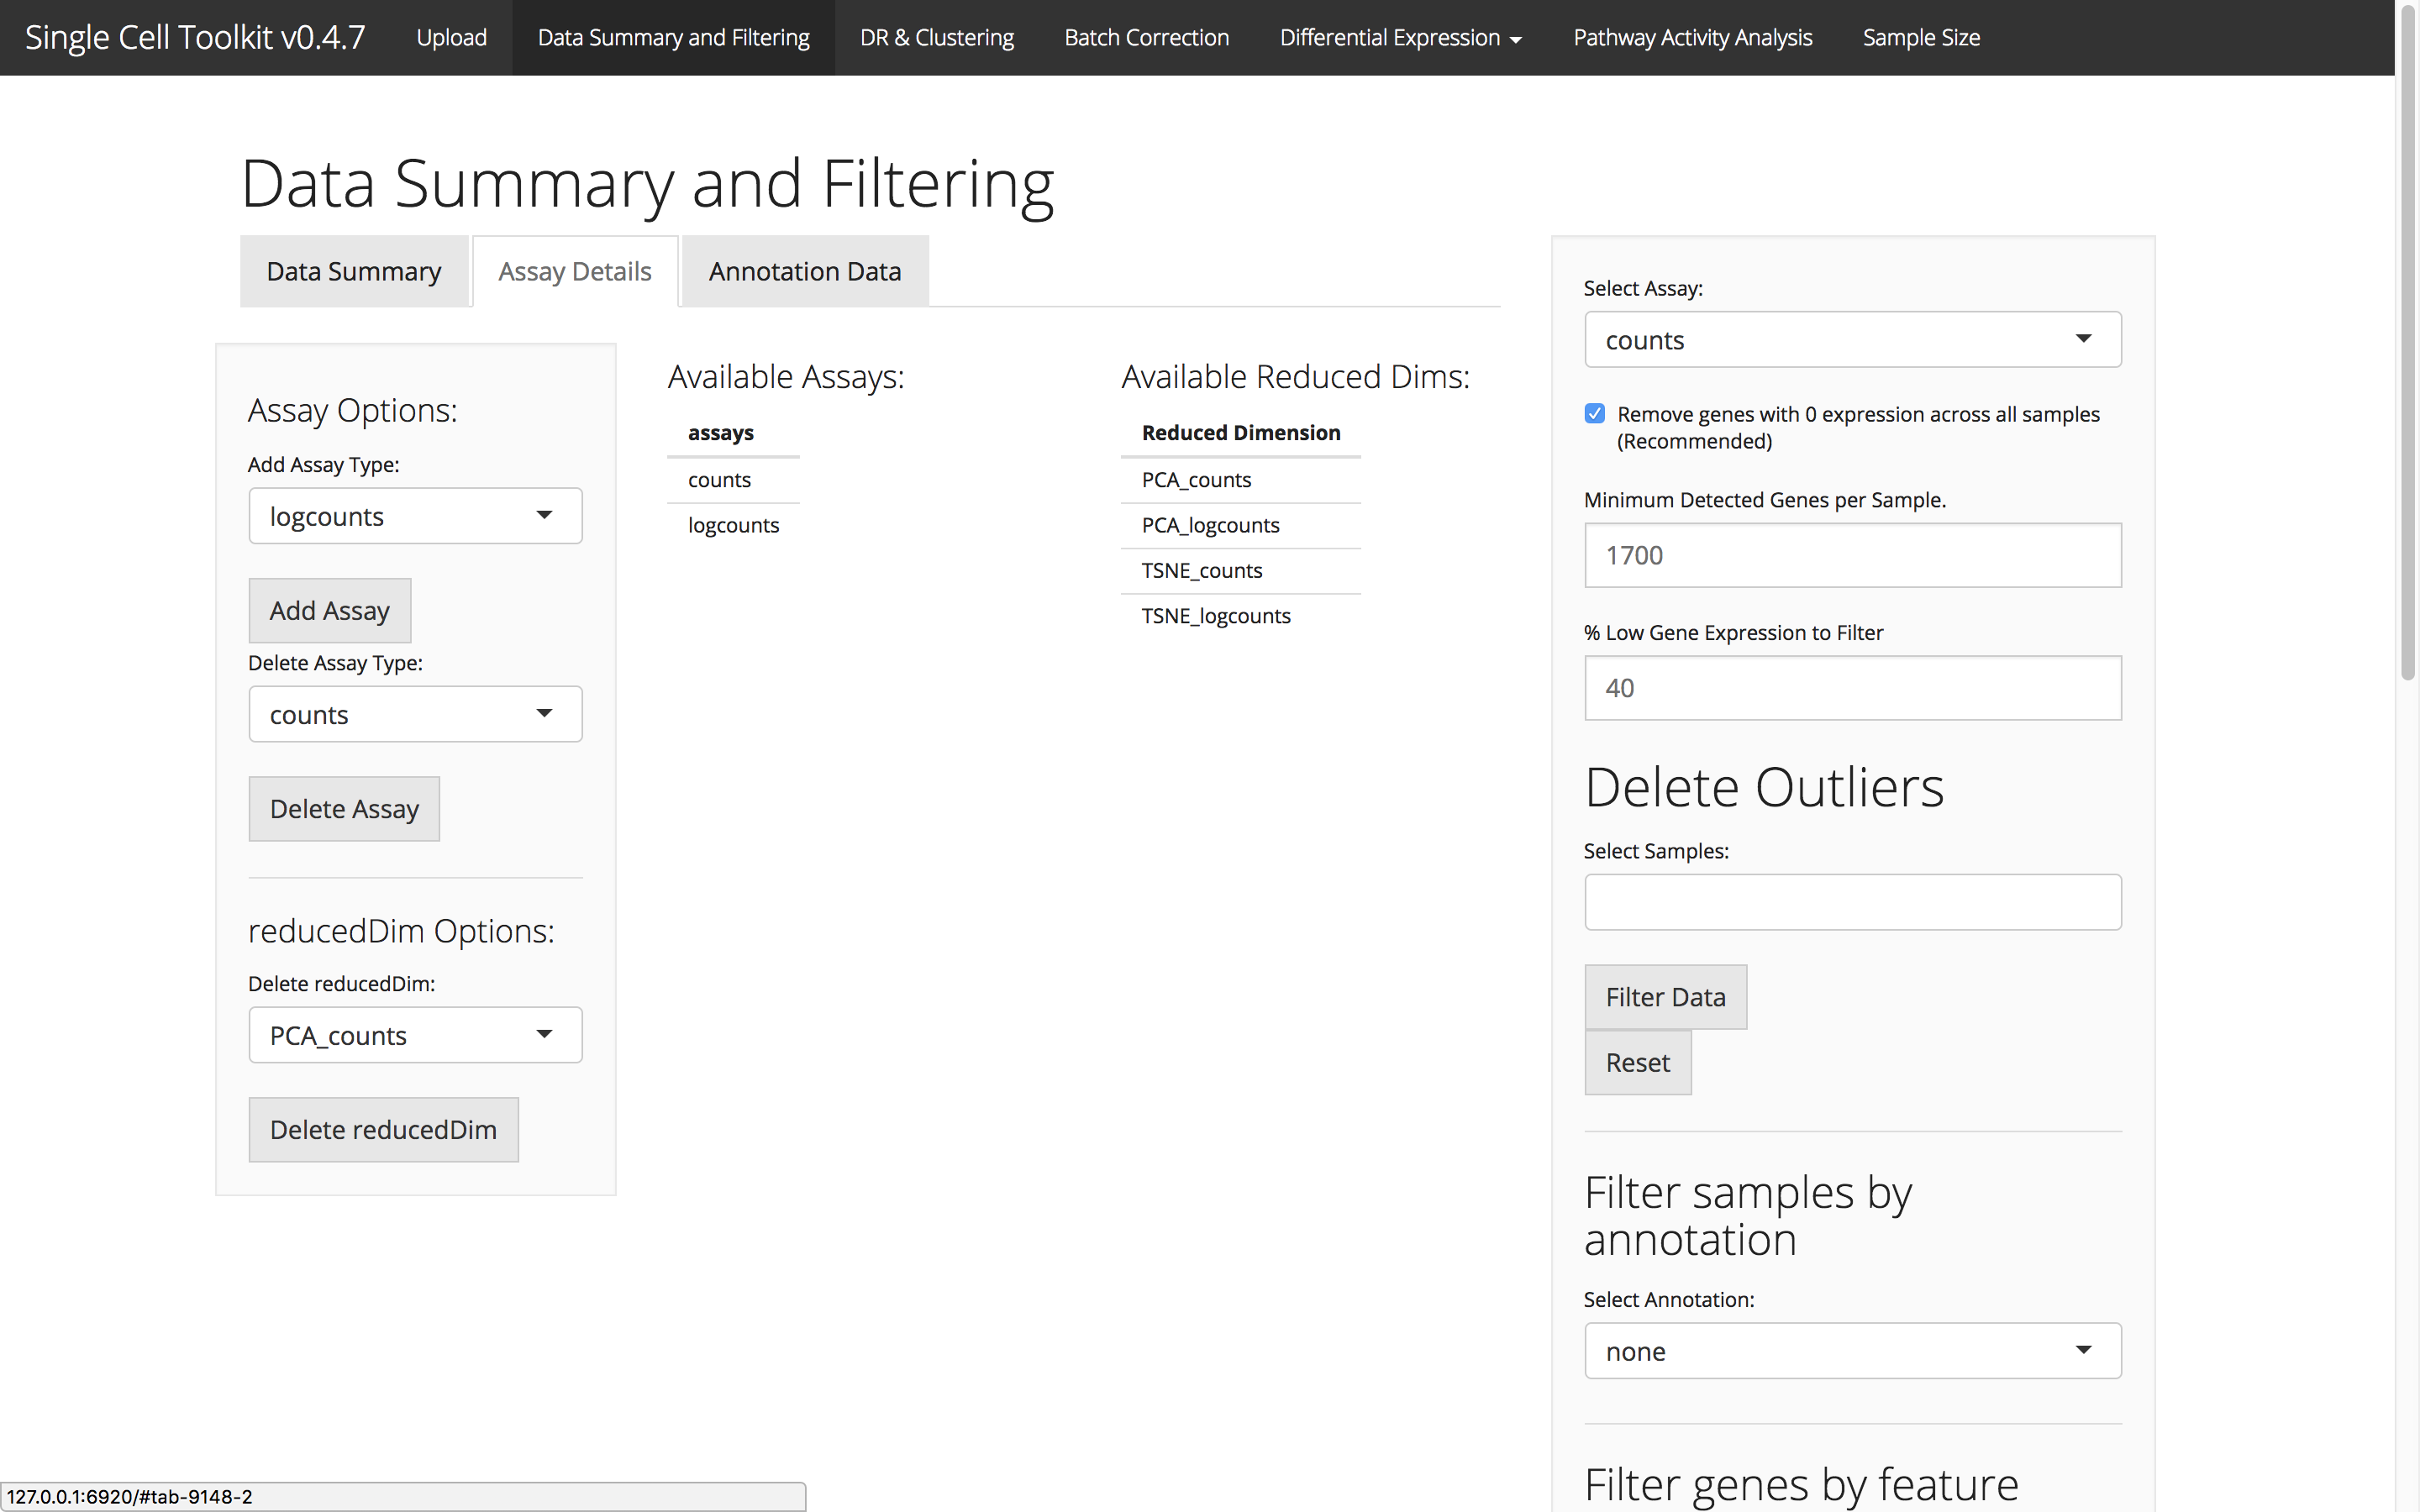 Single Cell Toolkit v0.4.7 Upload Data Summary and Filtering DR & Clustering Batch Correction Differential Expression Pathway Activity Analysis Sample Size
Data Summary and Filtering
Data Summary Assay Details Annotation Data
Assay Options:
Add Assay Type:
logcounts
Add Assay
Delete Assay Type:
counts
Delete Assay
reducedDim Options:
Delete reducedDim:
PCA_counts
Delete reducedDim
Available Assays:
assays
counts
logcounts
Available Reduced Dims:
Reduced Dimension
PCA_counts
PCA_logcounts
TSNE_counts
TSNE_logcounts
Select Assay:
counts
Remove genes with 0 expression across all samples
(Recommended)
Minimum Detected Genes per Sample.
1700
% Low Gene Expression to Filter
40
Delete Outliers
Select Samples:
Filter Data
Reset
Filter samples by
annotation
Select Annotation:
none
Filter genes by feature
127.0.0.1:6920/#tab-9148-2